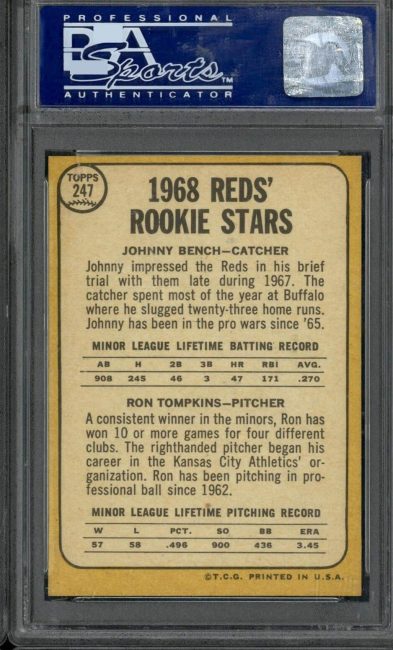 PROFESSIONAL
PSA
Sports™
AUTHENTICATOR
TOPPS
247
1968 REDS'
ROOKIE STARS
JOHNNY BENCH—CATCHER
Johnny impressed the Reds in his brief
trial with them late during 1967. The
catcher spent most of the year at Buffalo
where he slugged twenty-three home runs.
Johnny has been in the pro wars since '65.
MINOR LEAGUE LIFETIME BATTING RECORD
AB H 2B 3B HR RBI AVG.
908 245 46 3 47 171 .270
RON TOMPKINS—PITCHER
A consistent winner in the minors, Ron has
won 10 or more games for four different
clubs. The righthanded pitcher began his
career in the Kansas City Athletics' or-
ganization. Ron has been pitching in pro-
fessional ball since 1962.
MINOR LEAGUE LIFETIME PITCHING RECORD
W L PCT. SO BB ERA
57 58 .496 900 436 3.45
©T.C.G. PRINTED IN U.S.A.